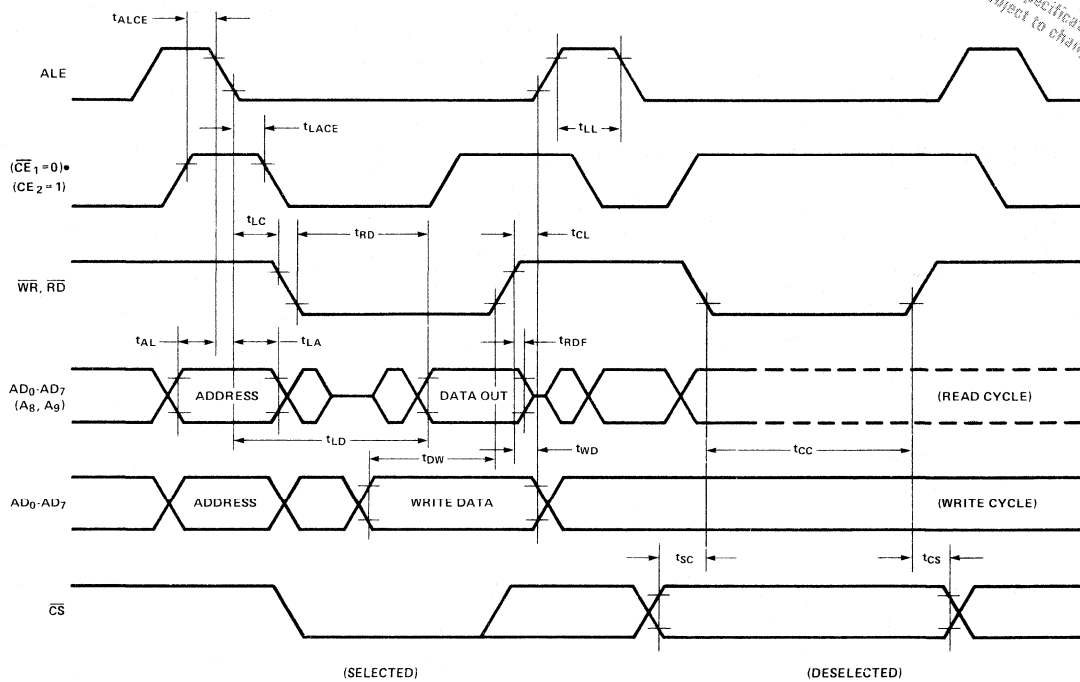 tALCE
ALE
tLACE
tLL
(CE1=0)•
(CE2=1)
tLC
tRD
tCL
WR, RD
tAL
tLA
tRDF
AD0-AD7
(A8, A9)
ADDRESS
DATA OUT
(READ CYCLE)
tLD
tDW
tWD
tCC
AD0-AD7
ADDRESS
WRITE DATA
(WRITE CYCLE)
tSC
tCS
CS
(SELECTED)
(DESELECTED)